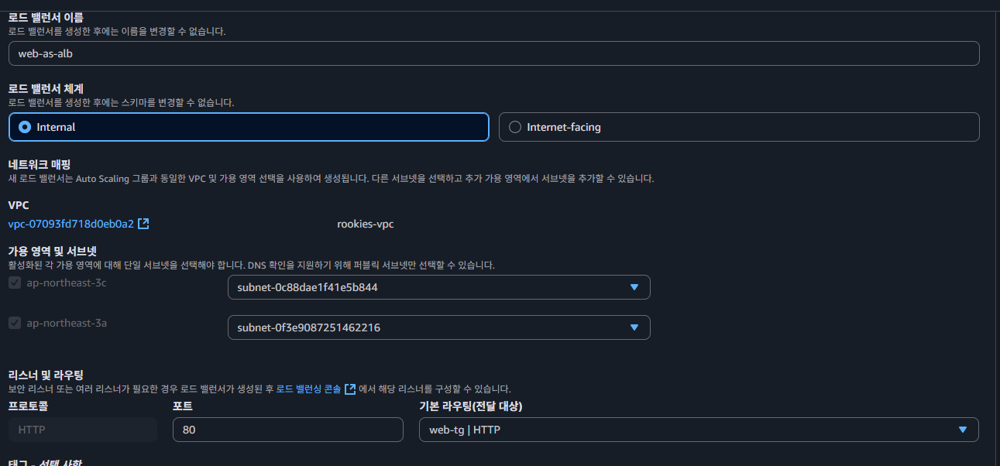 로드 밸런서 이름
로드 밸런서를 생성한 후에는 이름을 변경할 수 없습니다.
web-as-alb
로드 밸런서 체계
로드 밸런서를 생성한 후에는 스키마를 변경할 수 없습니다.
Internal
Internet-facing
네트워크 매핑
새 로드 밸런서는 Auto Scaling 그룹과 동일한 VPC 및 가용 영역 선택을 사용하여 생성됩니다. 다른 서브넷을 선택하고 추가 가용 영역에서 서브넷을 추가할 수 있습니다.
VPC
vpc-07093fd718d0eb0a2 rookies-vpc
가용 영역 및 서브넷
활성화된 각 가용 영역에 대해 단일 서브넷을 선택해야 합니다. DNS 확인을 지원하기 위해 퍼블릭 서브넷만 선택할 수 있습니다.
ap-northeast-3c subnet-0c88dae1f41e5b844
ap-northeast-3a subnet-0f3e9087251462216
리스너 및 라우팅
보안 리스너 또는 여러 리스너가 필요한 경우 로드 밸런서가 생성된 후 로드 밸런싱 콘솔 에서 해당 리스너를 구성할 수 있습니다.
프로토콜 포트 기본 라우팅(전달 대상)
HTTP 80 web-tg | HTTP
태그 - 선택 사항